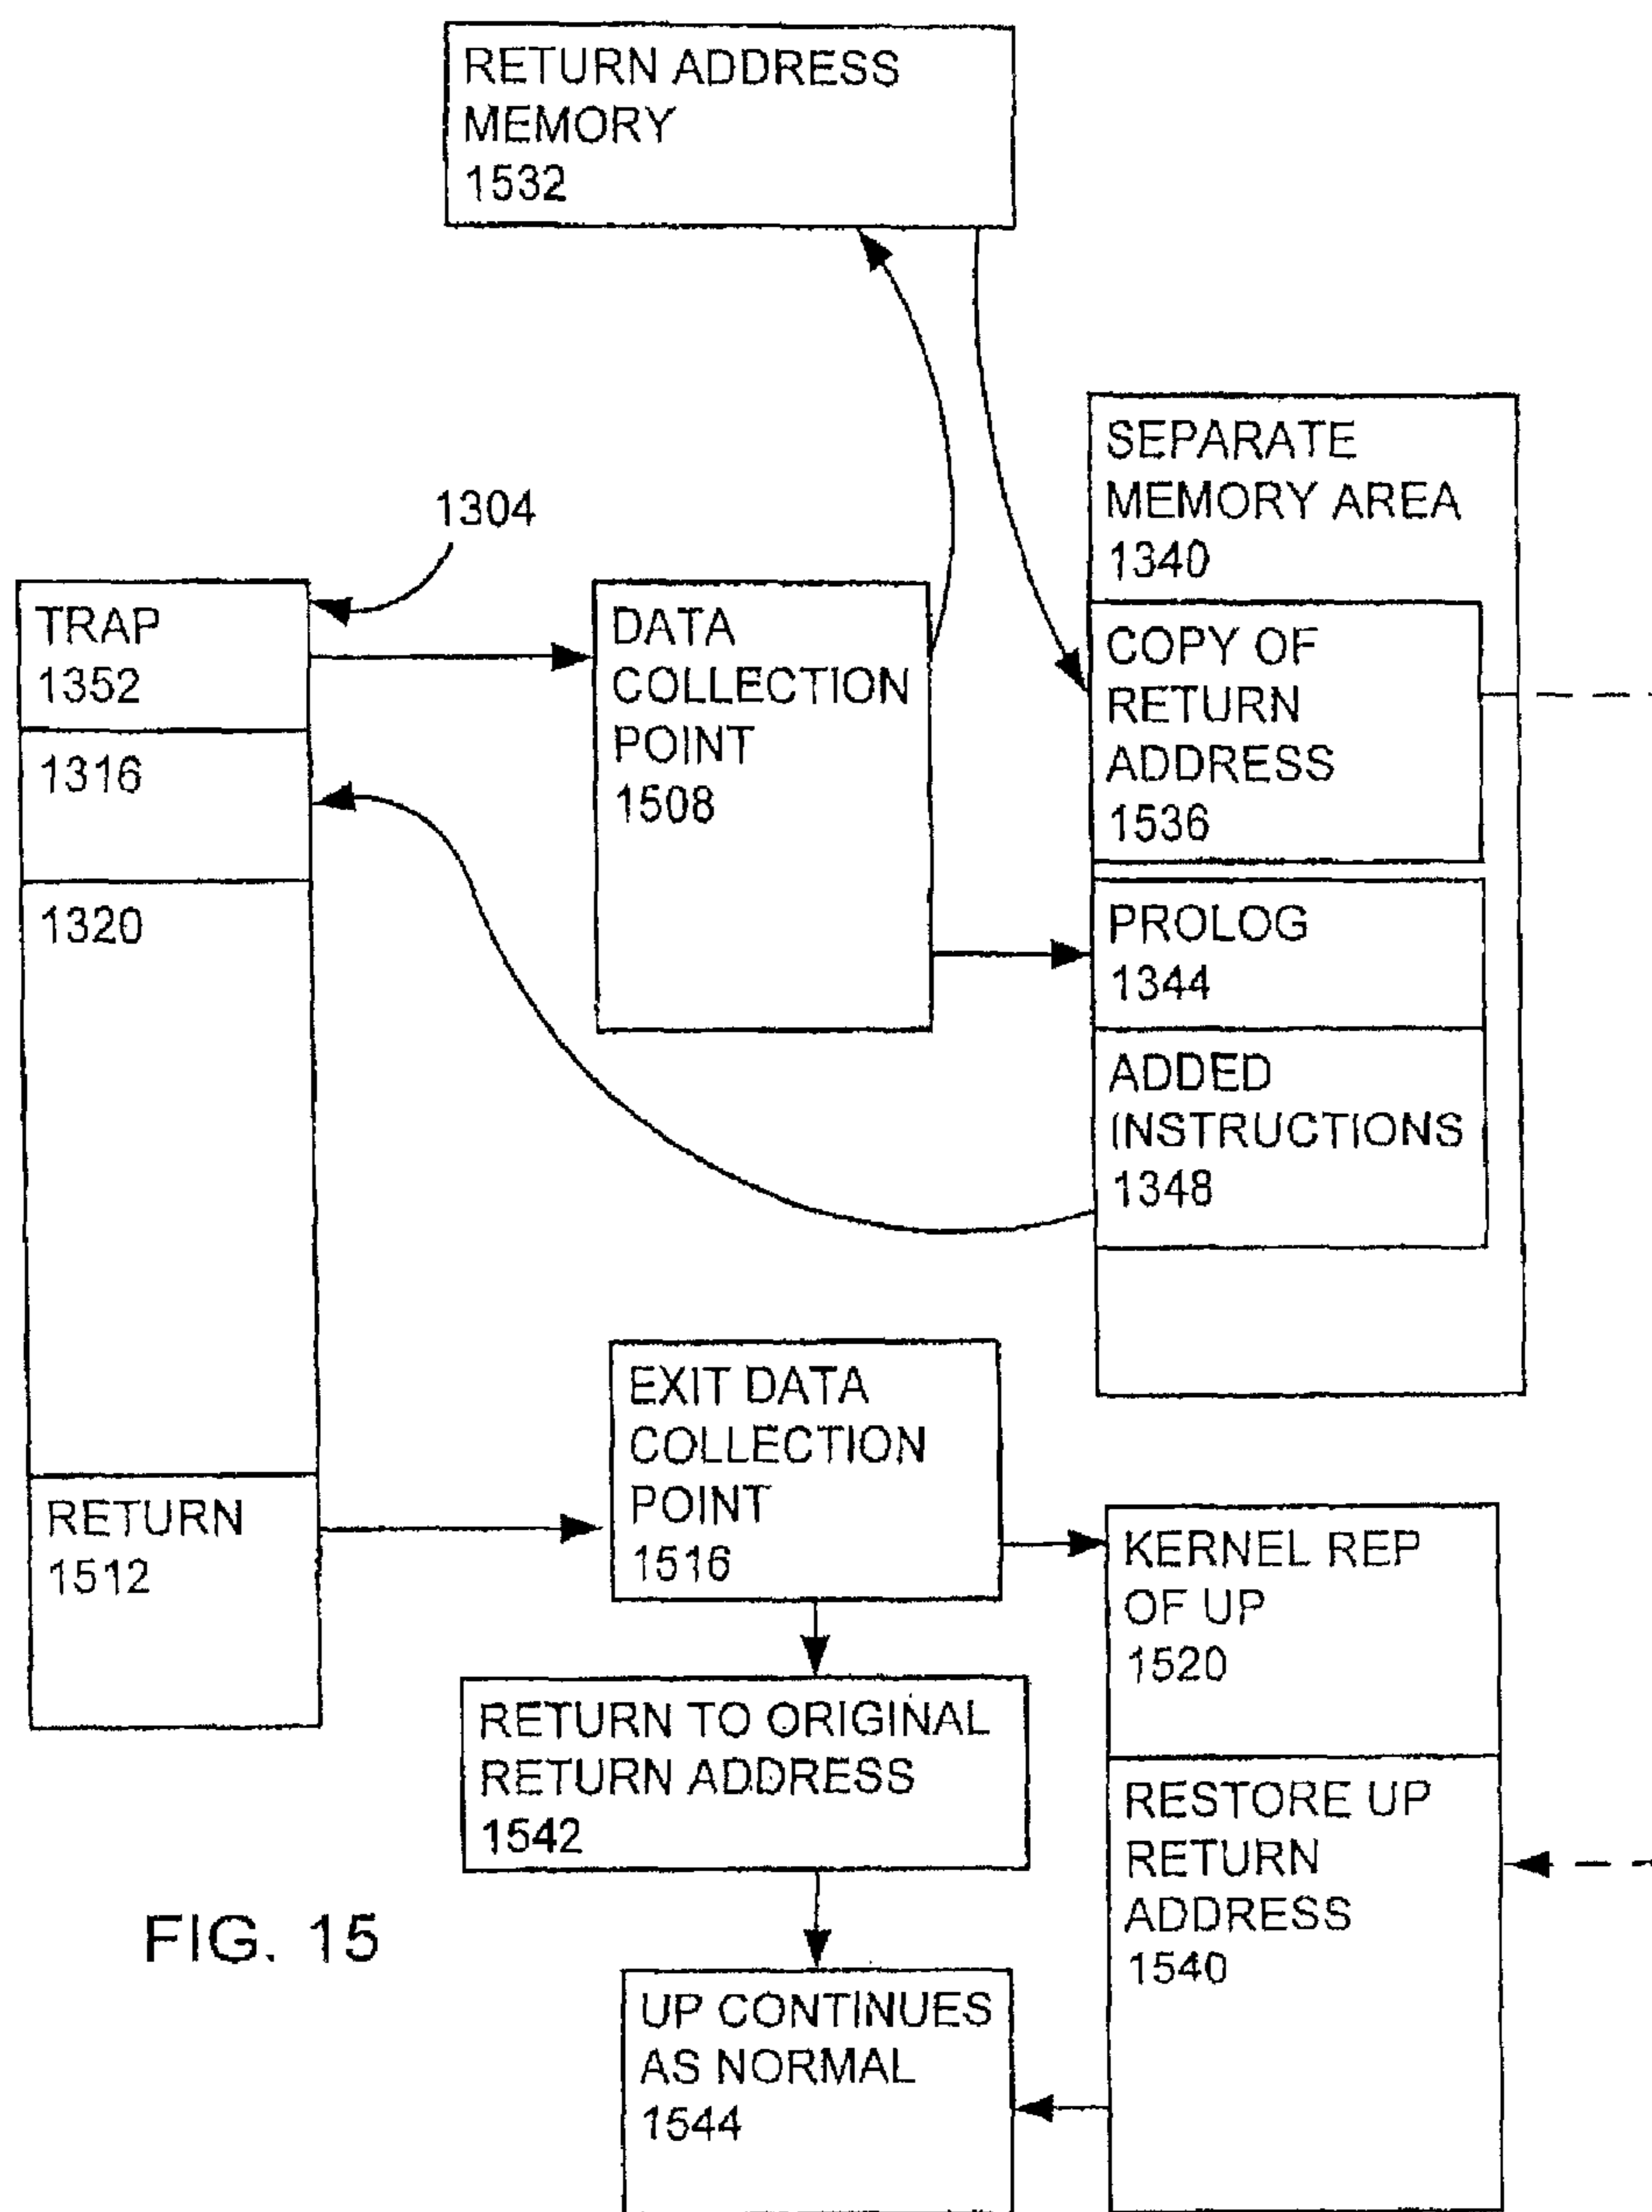 RETURN ADDRESS
MEMORY
1532
SEPARATE
MEMORY AREA
1340
1304
TRAP
1352
DATA
COLLECTION
POINT
1508
COPY OF
RETURN
ADDRESS
1536
1316
1320
PROLOG
1344
ADDED
INSTRUCTIONS
1348
EXIT DATA
COLLECTION
POINT
1516
RETURN
1512
KERNEL REP
OF UP
1520
RETURN TO ORIGINAL
RETURN ADDRESS
1542
RESTORE UP
RETURN
ADDRESS
1540
FIG. 15
UP CONTINUES
AS NORMAL
1544